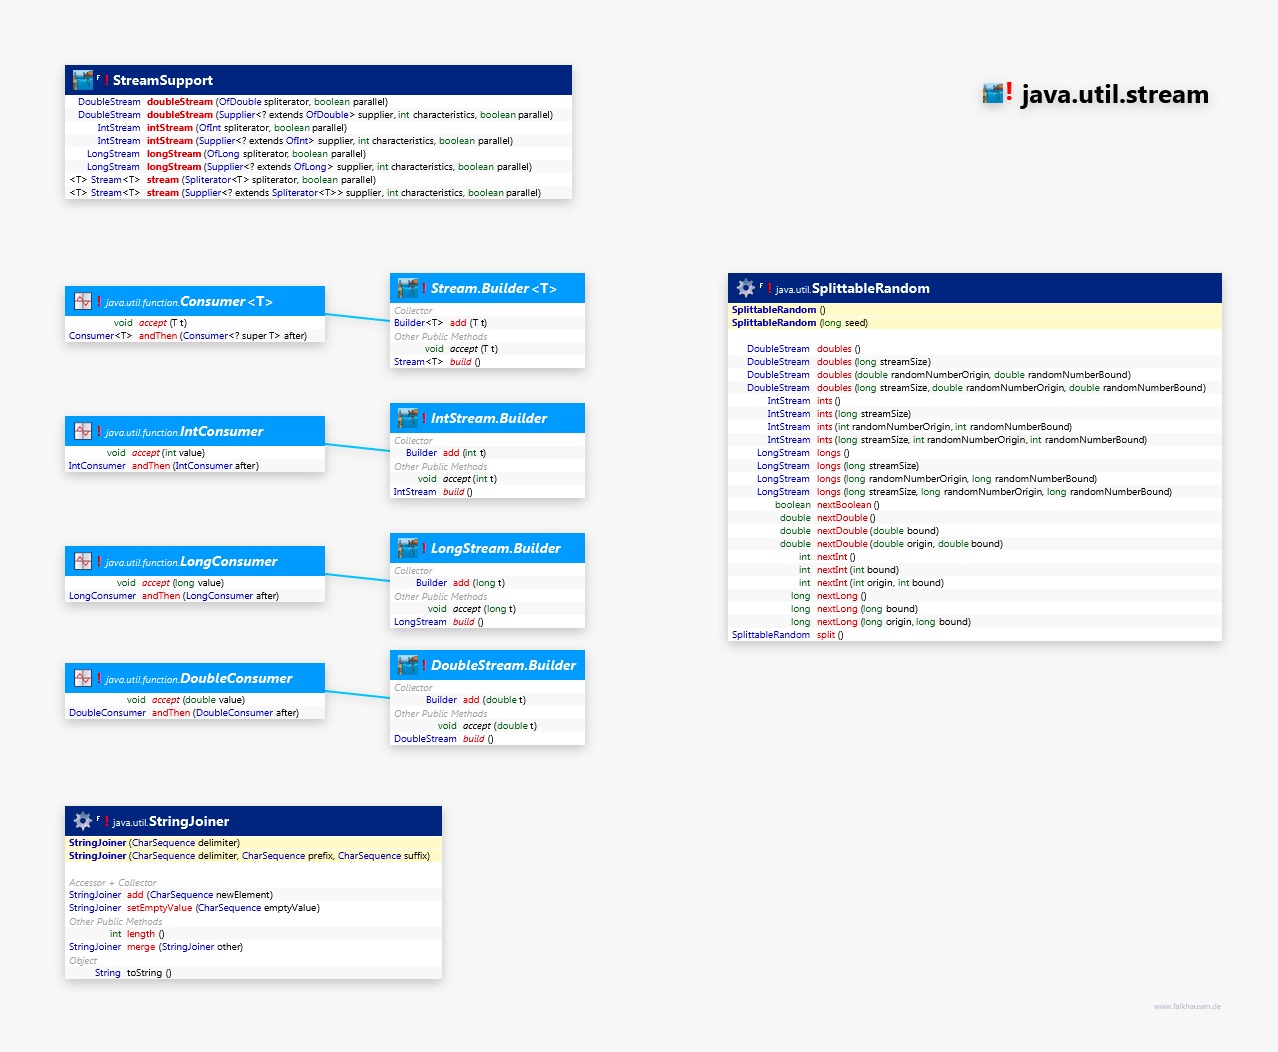 F ! StreamSupport
DoubleStream doubleStream (OfDouble spliterator, boolean parallel)
DoubleStream doubleStream (Supplier<? extends OfDouble> supplier, int characteristics, boolean parallel)
IntStream intStream (OfInt spliterator, boolean parallel)
IntStream intStream (Supplier<? extends OfInt> supplier, int characteristics, boolean parallel)
LongStream longStream (OfLong spliterator, boolean parallel)
LongStream longStream (Supplier<? extends OfLong> supplier, int characteristics, boolean parallel)
<T> Stream<T> stream (Spliterator<T> spliterator, boolean parallel)
<T> Stream<T> stream (Supplier<? extends Spliterator<T>> supplier, int characteristics, boolean parallel)
! java.util.stream
! java.util.function.Consumer <T>
void accept (T t)
Consumer<T> andThen (Consumer<? super T> after)
! Stream.Builder <T>
Collector
Builder<T> add (T t)
Other Public Methods
void accept (T t)
Stream<T> build ()
! java.util.function.IntConsumer
void accept (int value)
IntConsumer andThen (IntConsumer after)
! IntStream.Builder
Collector
Builder add (int t)
Other Public Methods
void accept (int t)
IntStream build ()
! java.util.function.LongConsumer
void accept (long value)
LongConsumer andThen (LongConsumer after)
! LongStream.Builder
Collector
Builder add (long t)
Other Public Methods
void accept (long t)
LongStream build ()
! java.util.function.DoubleConsumer
void accept (double value)
DoubleConsumer andThen (DoubleConsumer after)
! DoubleStream.Builder
Collector
Builder add (double t)
Other Public Methods
void accept (double t)
DoubleStream build ()
F ! java.util.SplittableRandom
SplittableRandom ()
SplittableRandom (long seed)
DoubleStream doubles ()
DoubleStream doubles (long streamSize)
DoubleStream doubles (double randomNumberOrigin, double randomNumberBound)
DoubleStream doubles (long streamSize, double randomNumberOrigin, double randomNumberBound)
IntStream ints ()
IntStream ints (long streamSize)
IntStream ints (int randomNumberOrigin, int randomNumberBound)
IntStream ints (long streamSize, int randomNumberOrigin, int randomNumberBound)
LongStream longs ()
LongStream longs (long streamSize)
LongStream longs (long randomNumberOrigin, long randomNumberBound)
LongStream longs (long streamSize, long randomNumberOrigin, long randomNumberBound)
boolean nextBoolean ()
double nextDouble ()
double nextDouble (double bound)
double nextDouble (double origin, double bound)
int nextInt ()
int nextInt (int bound)
int nextInt (int origin, int bound)
long nextLong ()
long nextLong (long bound)
long nextLong (long origin, long bound)
SplittableRandom split ()
F ! java.util.StringJoiner
StringJoiner (CharSequence delimiter)
StringJoiner (CharSequence delimiter, CharSequence prefix, CharSequence suffix)
Accessor + Collector
StringJoiner add (CharSequence newElement)
StringJoiner setEmptyValue (CharSequence emptyValue)
Other Public Methods
int length ()
StringJoiner merge (StringJoiner other)
Object
String toString ()
www.falkhausen.de